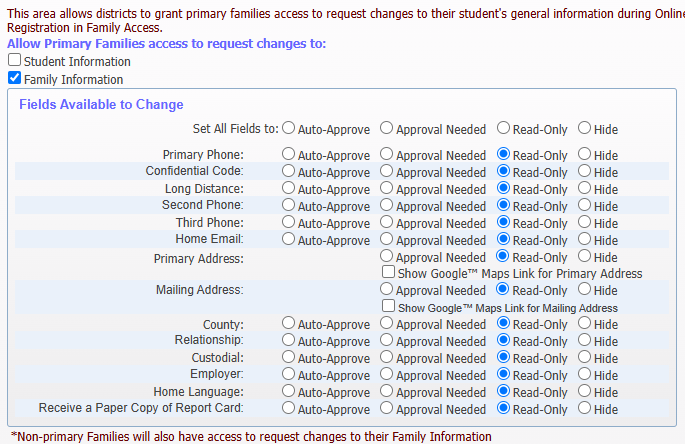 This area allows districts to grant primary families access to request changes to their student's general information during Online
Registration in Family Access.
Allow Primary Families access to request changes to:
Student Information
Family Information
Fields Available to Change
Set All Fields to: Auto-Approve Approval Needed Read-Only Hide
Primary Phone: Auto-Approve Approval Needed Read-Only Hide
Confidential Code: Auto-Approve Approval Needed Read-Only Hide
Long Distance: Auto-Approve Approval Needed Read-Only Hide
Second Phone: Auto-Approve Approval Needed Read-Only Hide
Third Phone: Auto-Approve Approval Needed Read-Only Hide
Home Email: Auto-Approve Approval Needed Read-Only Hide
Primary Address: Approval Needed Read-Only Hide
Show Google™ Maps Link for Primary Address
Mailing Address: Approval Needed Read-Only Hide
Show Google™ Maps Link for Mailing Address
County: Auto-Approve Approval Needed Read-Only Hide
Relationship: Auto-Approve Approval Needed Read-Only Hide
Custodial: Auto-Approve Approval Needed Read-Only Hide
Employer: Auto-Approve Approval Needed Read-Only Hide
Home Language: Auto-Approve Approval Needed Read-Only Hide
Receive a Paper Copy of Report Card: Auto-Approve Approval Needed Read-Only Hide
*Non-primary Families will also have access to request changes to their Family Information